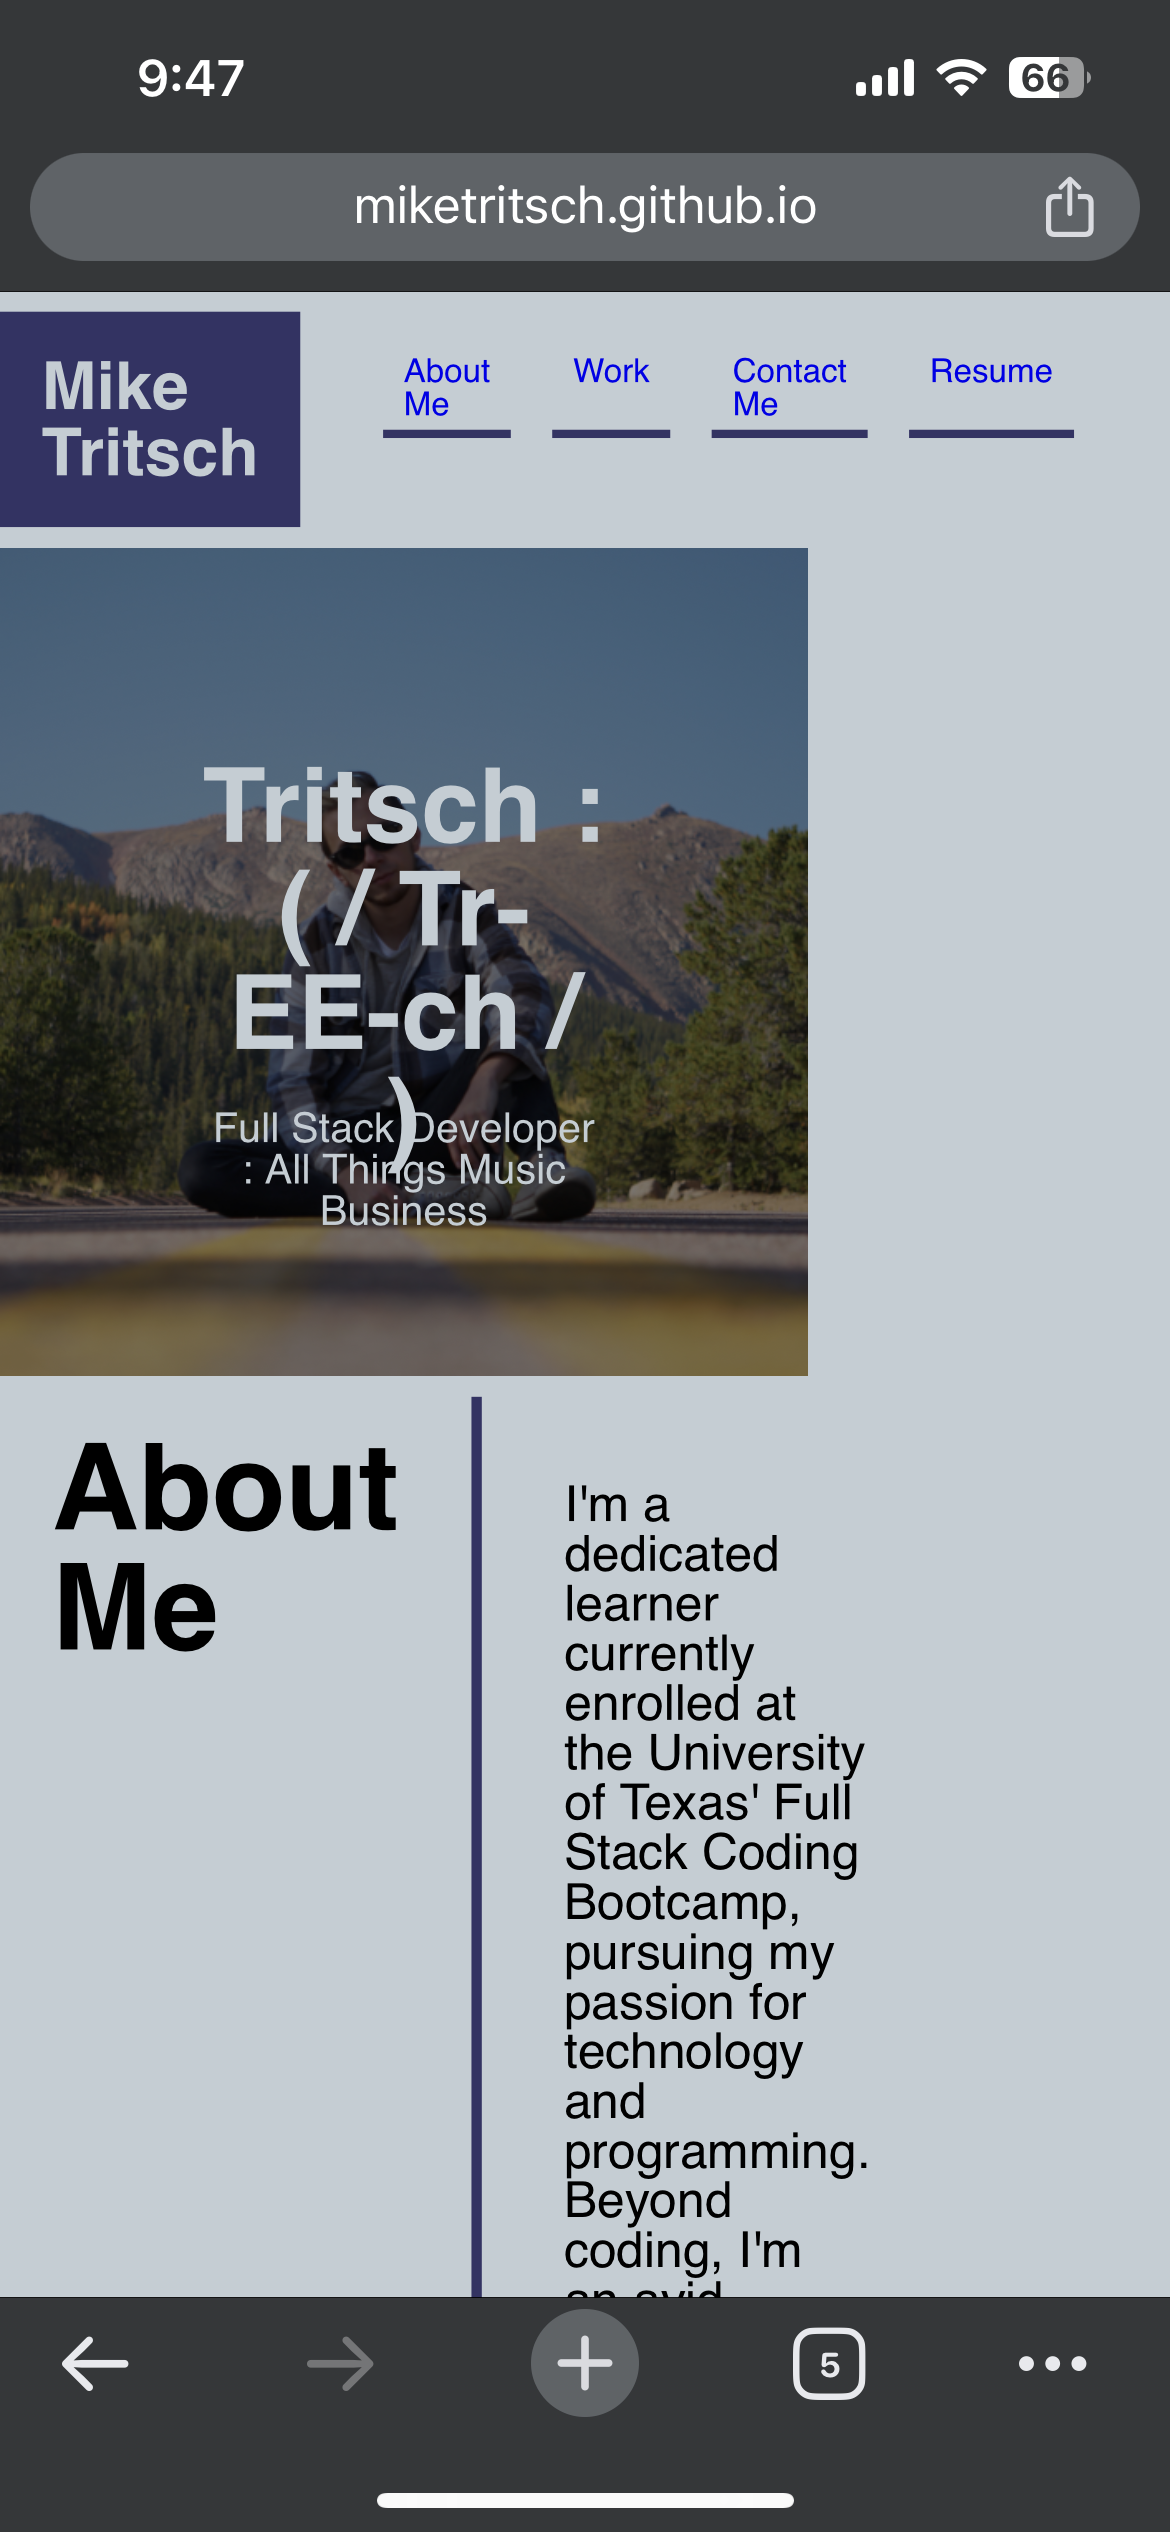 9:47
66
miketritsch.github.io
Mike
Tritsch
About
Me
Work
Contact
Me
Resume
Tritsch :
( / Tr-
EE-ch /
)
Full Stack Developer
: All Things Music
Business
About
Me
I'm a
dedicated
learner
currently
enrolled at
the University
of Texas' Full
Stack Coding
Bootcamp,
pursuing my
passion for
technology
and
programming.
Beyond
coding, I'm
an avid
5